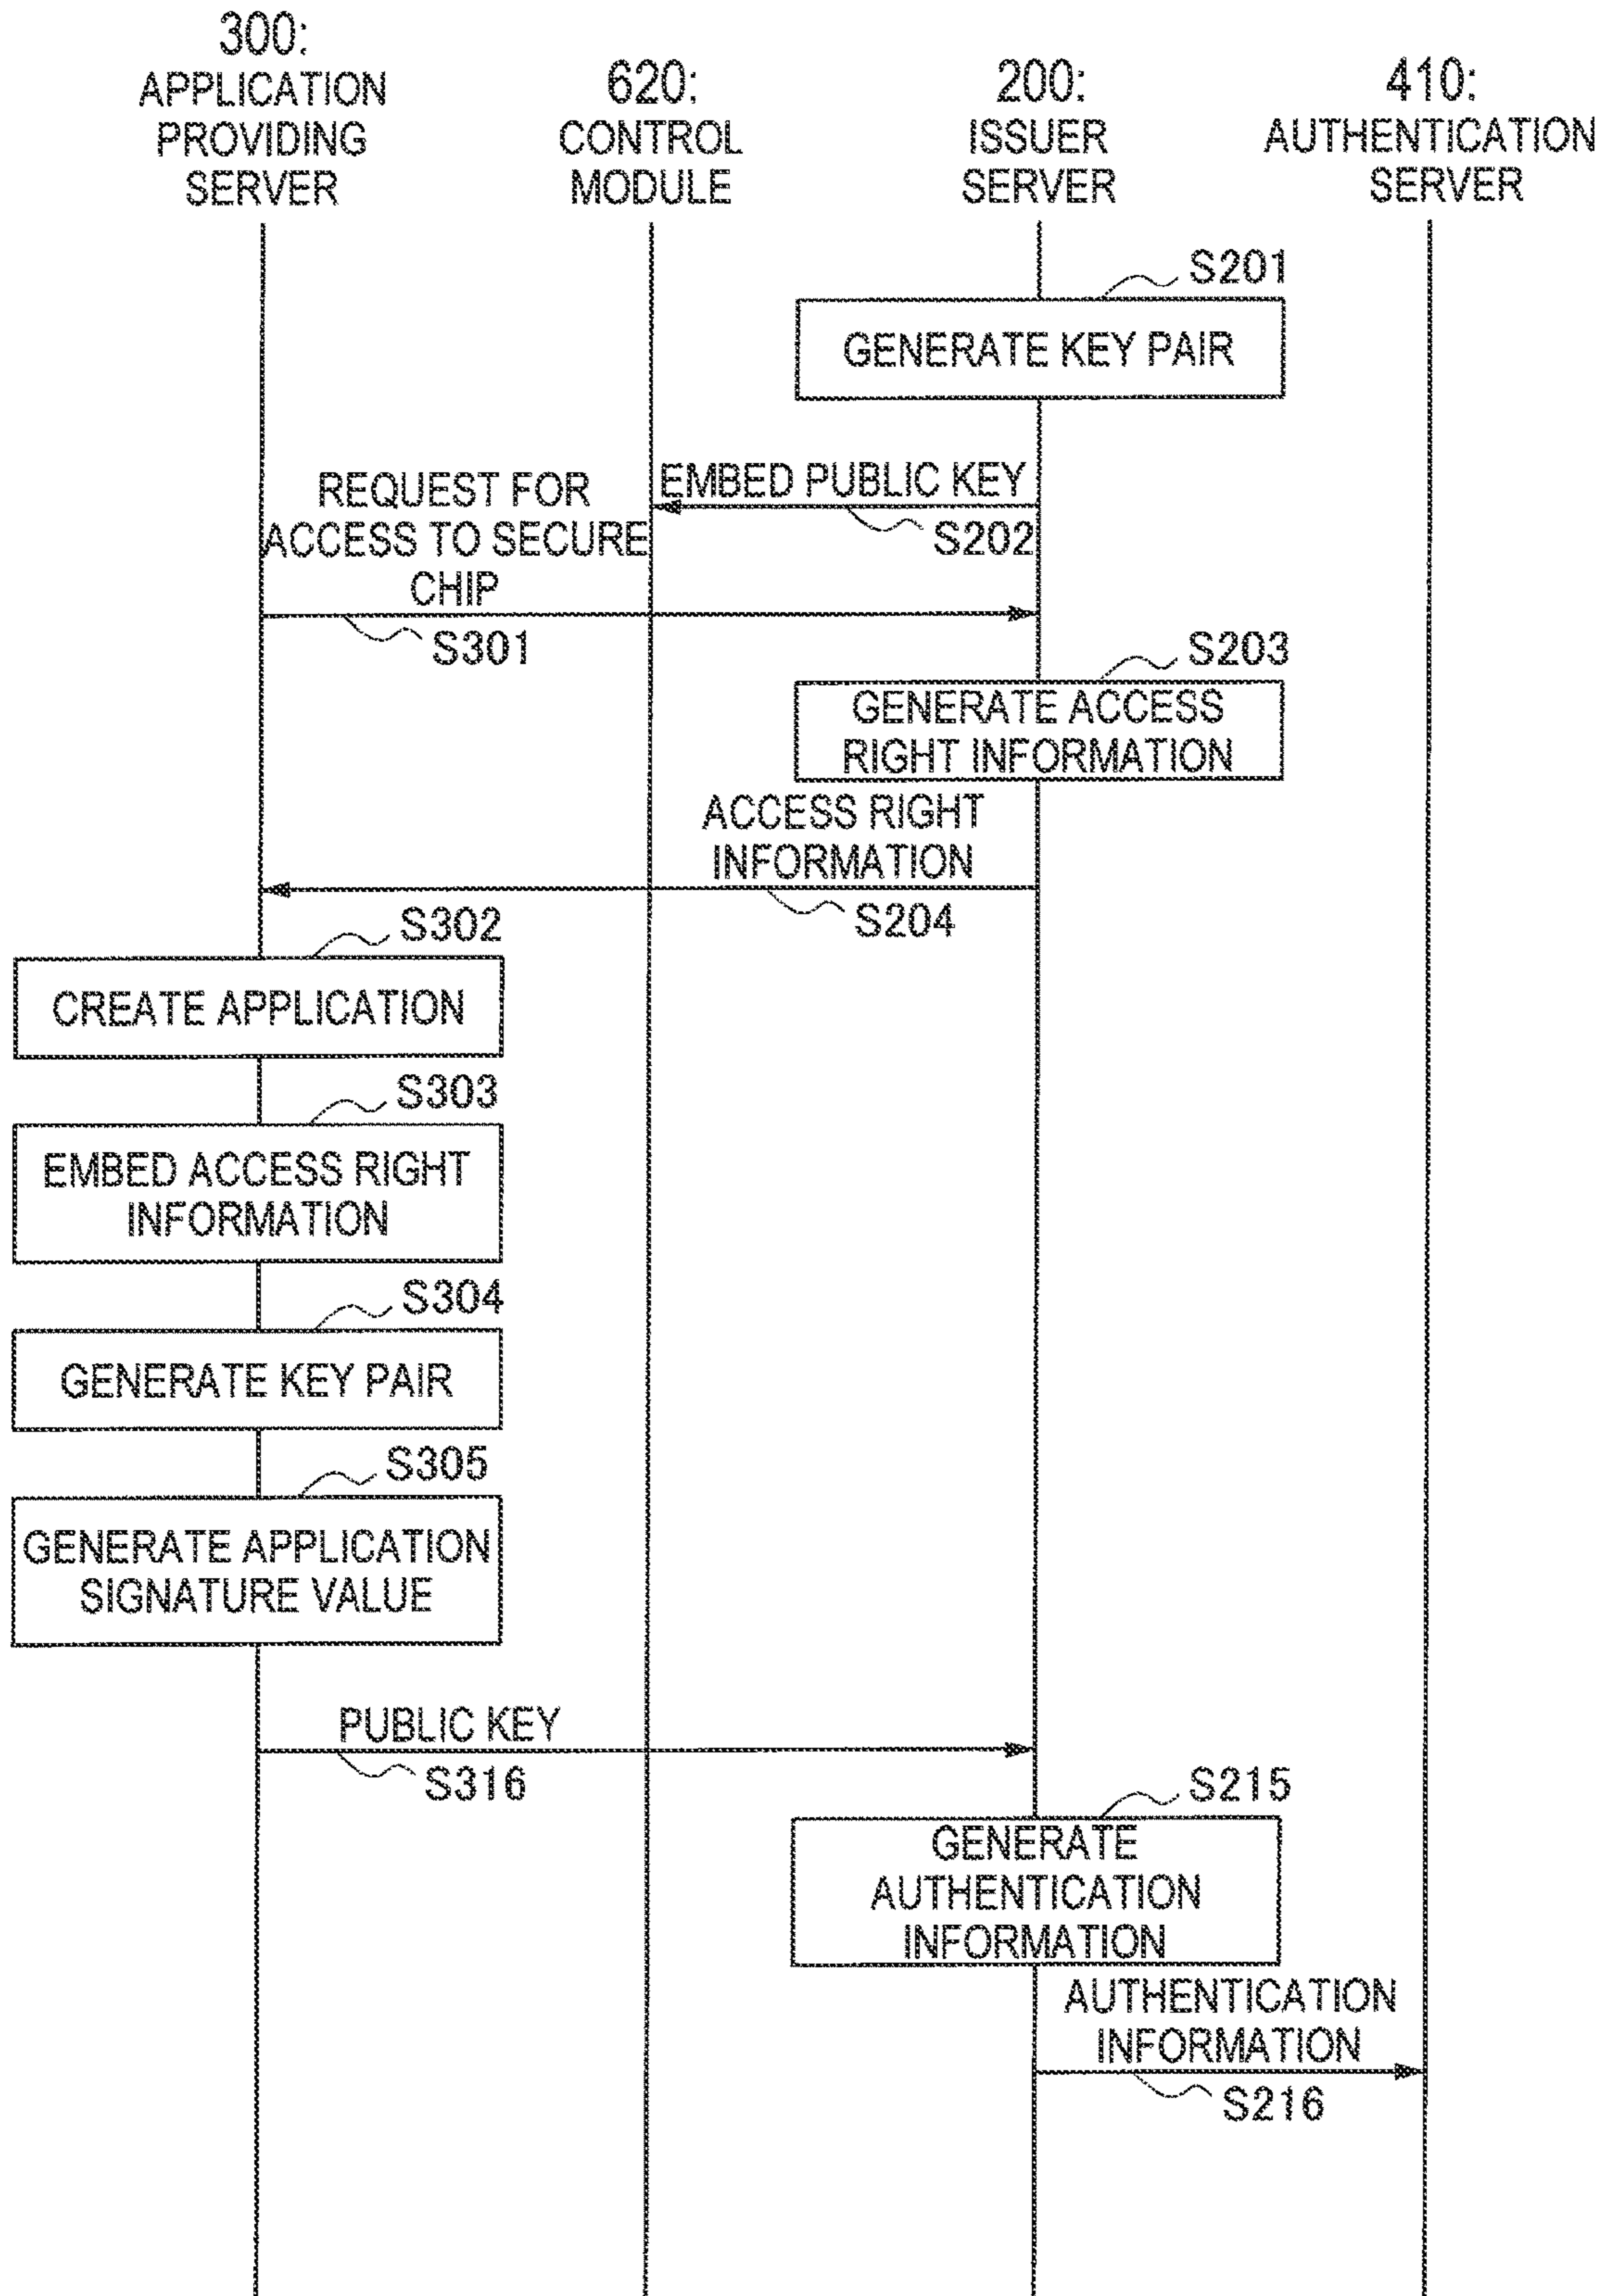 300:
APPLICATION
PROVIDING
SERVER
620:
CONTROL
MODULE
200:
ISSUER
SERVER
410:
AUTHENTICATION
SERVER
S201
GENERATE KEY PAIR
EMBED PUBLIC KEY
S202
REQUEST FOR
ACCESS TO SECURE
CHIP
S301
S203
GENERATE ACCESS
RIGHT INFORMATION
ACCESS RIGHT
INFORMATION
S204
S302
CREATE APPLICATION
S303
EMBED ACCESS RIGHT
INFORMATION
S304
GENERATE KEY PAIR
S305
GENERATE APPLICATION
SIGNATURE VALUE
PUBLIC KEY
S316
S215
GENERATE
AUTHENTICATION
INFORMATION
AUTHENTICATION
INFORMATION
S216